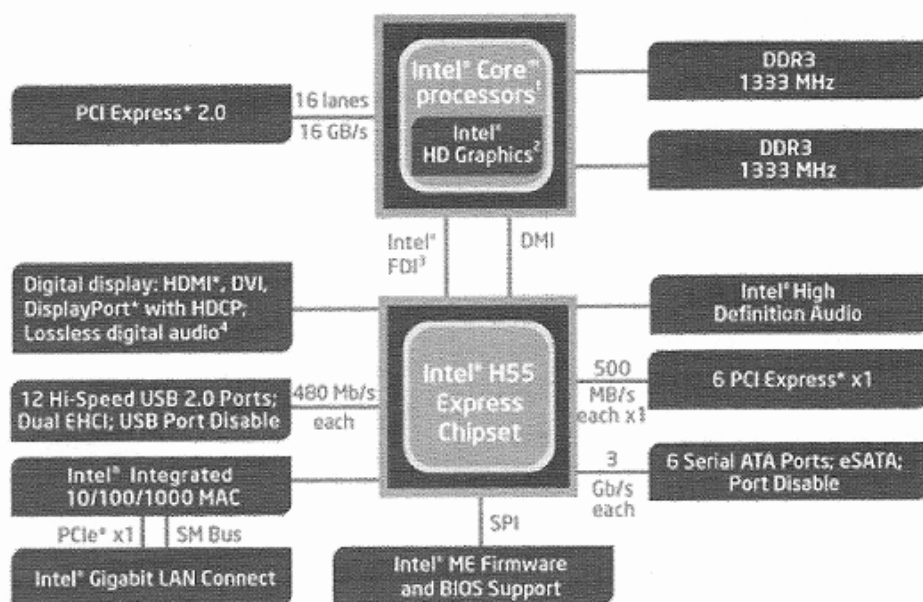 Intel® Core™
processors¹
Intel®
HD Graphics²
PCI Express* 2.0
16 lanes
16 GB/s
DDR3
1333 MHz
DDR3
1333 MHz
Intel®
FDI³
DMI
Digital display: HDMI*, DVI,
DisplayPort* with HDCP;
Lossless digital audio⁴
Intel® High
Definition Audio
Intel® H55
Express
Chipset
12 Hi-Speed USB 2.0 Ports;
Dual EHCI; USB Port Disable
480 Mb/s
each
500
MB/s
each x1
6 PCI Express* x1
Intel® Integrated
10/100/1000 MAC
3
Gb/s
each
6 Serial ATA Ports; eSATA;
Port Disable
PCIe* x1
SM Bus
SPI
Intel® Gigabit LAN Connect
Intel® ME Firmware
and BIOS Support